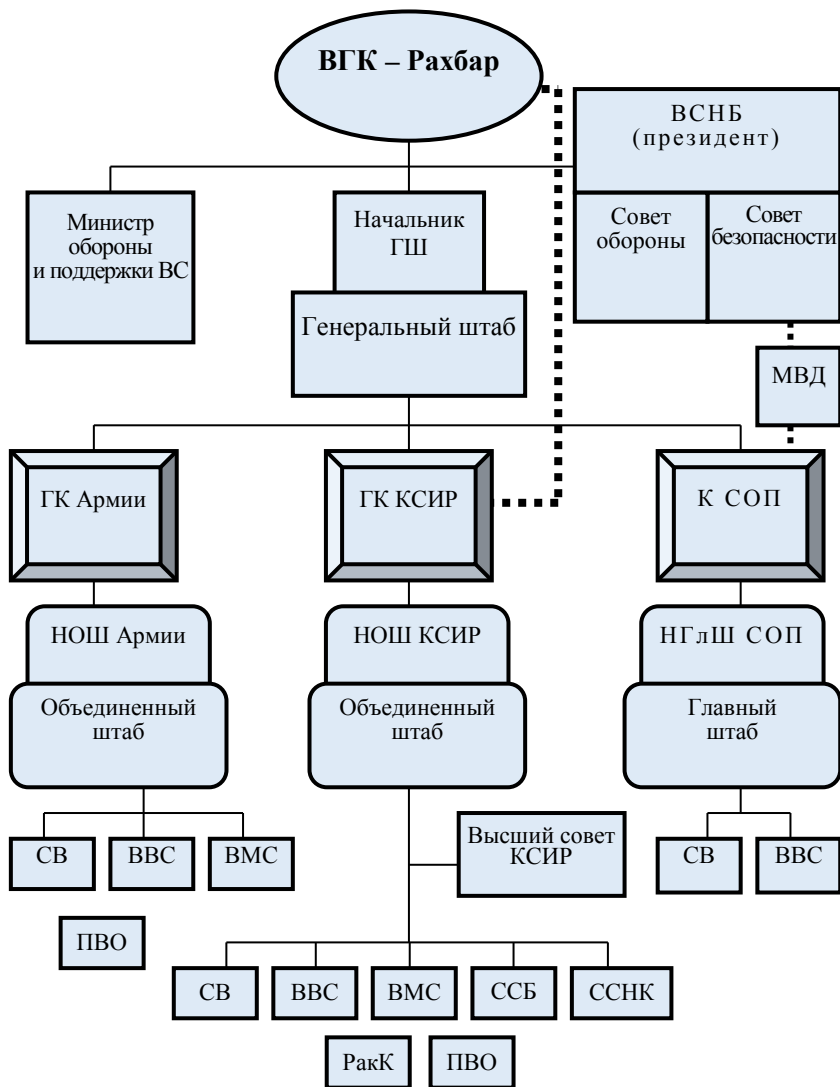 ВГК – Рахбар
ВСНБ
(президент)
Министр
обороны
и поддержки ВС
Начальник
ГШ
Совет
обороны
Совет
безопасности
Генеральный штаб
МВД
ГК Армии
ГК КСИР
К СОП
НОШ Армии
НОШ КСИР
НГлШ СОП
Объединенный
штаб
Объединенный
штаб
Главный
штаб
СВ
ВВС
ВМС
Высший совет
КСИР
СВ
ВВС
ПВО
СВ
ВВС
ВМС
ССБ
ССНК
РакК
ПВО